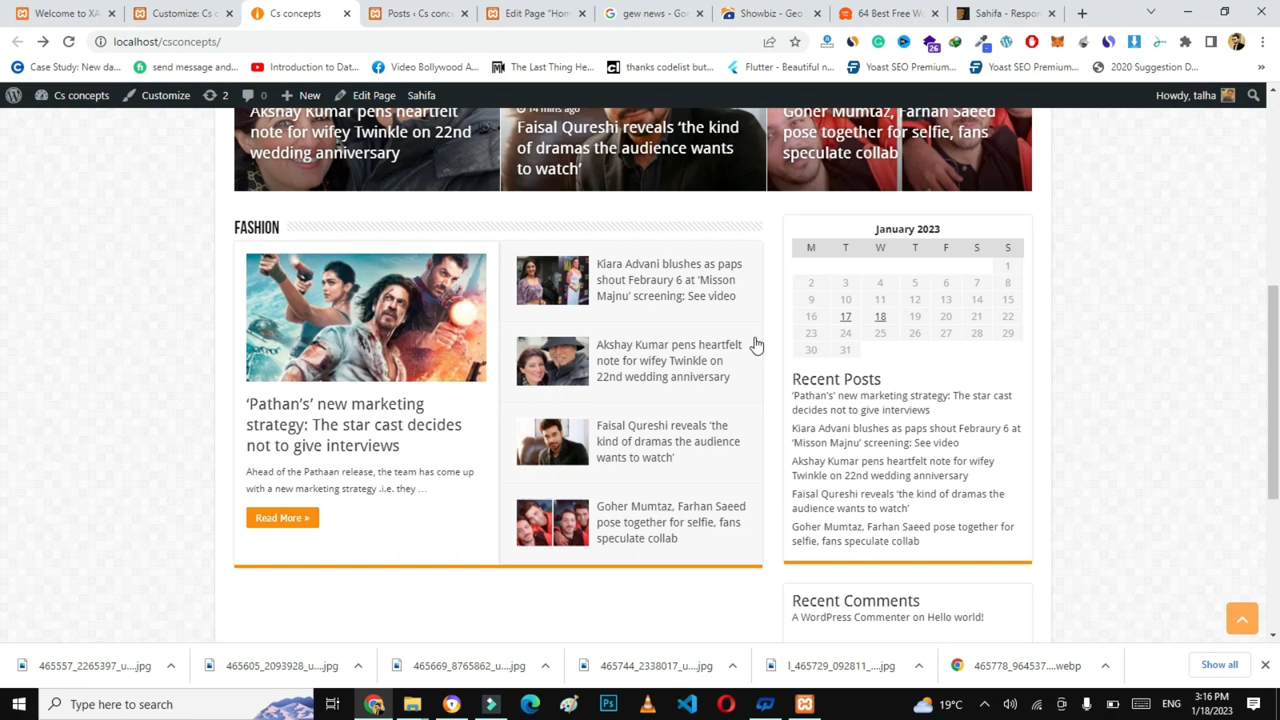 Welcome to XA
Customize: Cs c
Cs concepts
Posts ‹ Cs conc
Edit Page "Hom
gew news - Goo
Showbiz - Geo
64 Best Free Wo
Sahifa - Respon
localhost/csconcepts/
26
Case Study: New da...
send message and...
Introduction to Dat...
Video Bollywood A...
The Last Thing He...
thanks codelist but...
Flutter - Beautiful n...
Yoast SEO Premium...
Yoast SEO Premium...
2020 Suggestion D...
Cs concepts
Customize
2
0
New
Edit Page
Sahifa
Howdy, talha
Akshay Kumar pens heartfelt
note for wifey Twinkle on 22nd
wedding anniversary
14 mins ago
Faisal Qureshi reveals ‘the kind
of dramas the audience wants
to watch’
Goher Mumtaz, Farhan Saeed
pose together for selfie, fans
speculate collab
FASHION
‘Pathan’s’ new marketing
strategy: The star cast decides
not to give interviews
Ahead of the Pathaan release, the team has come up
with a new marketing strategy .i.e. they …
Read More »
Kiara Advani blushes as paps
shout Febraury 6 at ‘Misson
Majnu’ screening: See video
Akshay Kumar pens heartfelt
note for wifey Twinkle on
22nd wedding anniversary
Faisal Qureshi reveals ‘the
kind of dramas the audience
wants to watch’
Goher Mumtaz, Farhan Saeed
pose together for selfie, fans
speculate collab
January 2023
M T W T F S S
1
2 3 4 5 6 7 8
9 10 11 12 13 14 15
16 17 18 19 20 21 22
23 24 25 26 27 28 29
30 31
Recent Posts
‘Pathan’s’ new marketing strategy: The star cast
decides not to give interviews
Kiara Advani blushes as paps shout Febraury 6 at
‘Misson Majnu’ screening: See video
Akshay Kumar pens heartfelt note for wifey
Twinkle on 22nd wedding anniversary
Faisal Qureshi reveals ‘the kind of dramas the
audience wants to watch’
Goher Mumtaz, Farhan Saeed pose together for
selfie, fans speculate collab
Recent Comments
A WordPress Commenter on Hello world!
465557_2265397_u....jpg
465605_2093928_u....jpg
465669_8765862_u....jpg
465744_2338017_u....jpg
l_465729_092811_....jpg
465778_964537....webp
Show all
Type here to search
19°C
ENG
3:16 PM
1/18/2023